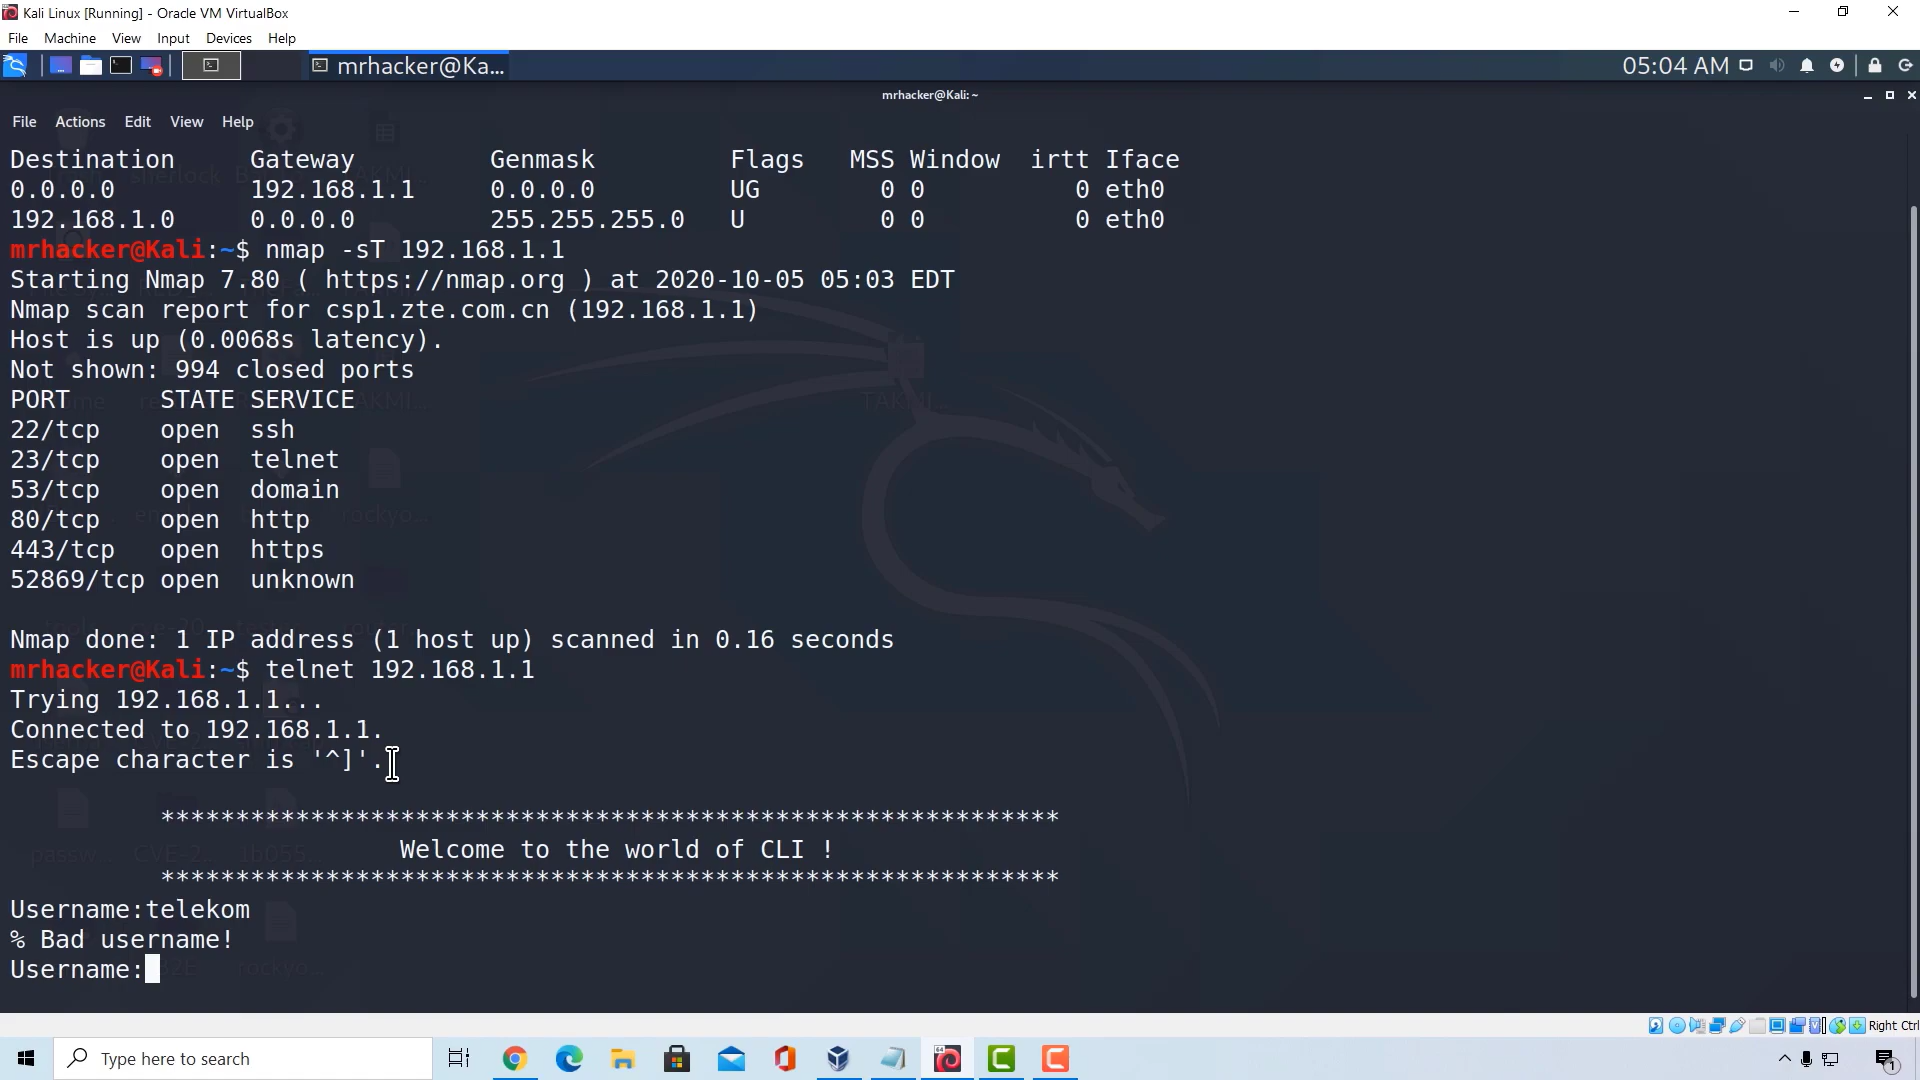 Kali Linux [Running] - Oracle VM VirtualBox
File Machine View Input Devices Help
mrhacker@Ka...
05:04 AM
mrhacker@Kali: ~
File Actions Edit View Help
Destination Gateway Genmask Flags MSS Window irtt Iface
0.0.0.0 192.168.1.1 0.0.0.0 UG 0 0 0 eth0
192.168.1.0 0.0.0.0 255.255.255.0 U 0 0 0 eth0
mrhacker@Kali:~$ nmap -sT 192.168.1.1
Starting Nmap 7.80 ( https://nmap.org ) at 2020-10-05 05:03 EDT
Nmap scan report for csp1.zte.com.cn (192.168.1.1)
Host is up (0.0068s latency).
Not shown: 994 closed ports
PORT STATE SERVICE
22/tcp open ssh
23/tcp open telnet
53/tcp open domain
80/tcp open http
443/tcp open https
52869/tcp open unknown
Nmap done: 1 IP address (1 host up) scanned in 0.16 seconds
mrhacker@Kali:~$ telnet 192.168.1.1
Trying 192.168.1.1...
Connected to 192.168.1.1.
Escape character is '^]'.
************************************************************
Welcome to the world of CLI !
************************************************************
Username:telekom
% Bad username!
Username:
Right Ctrl
Type here to search
1